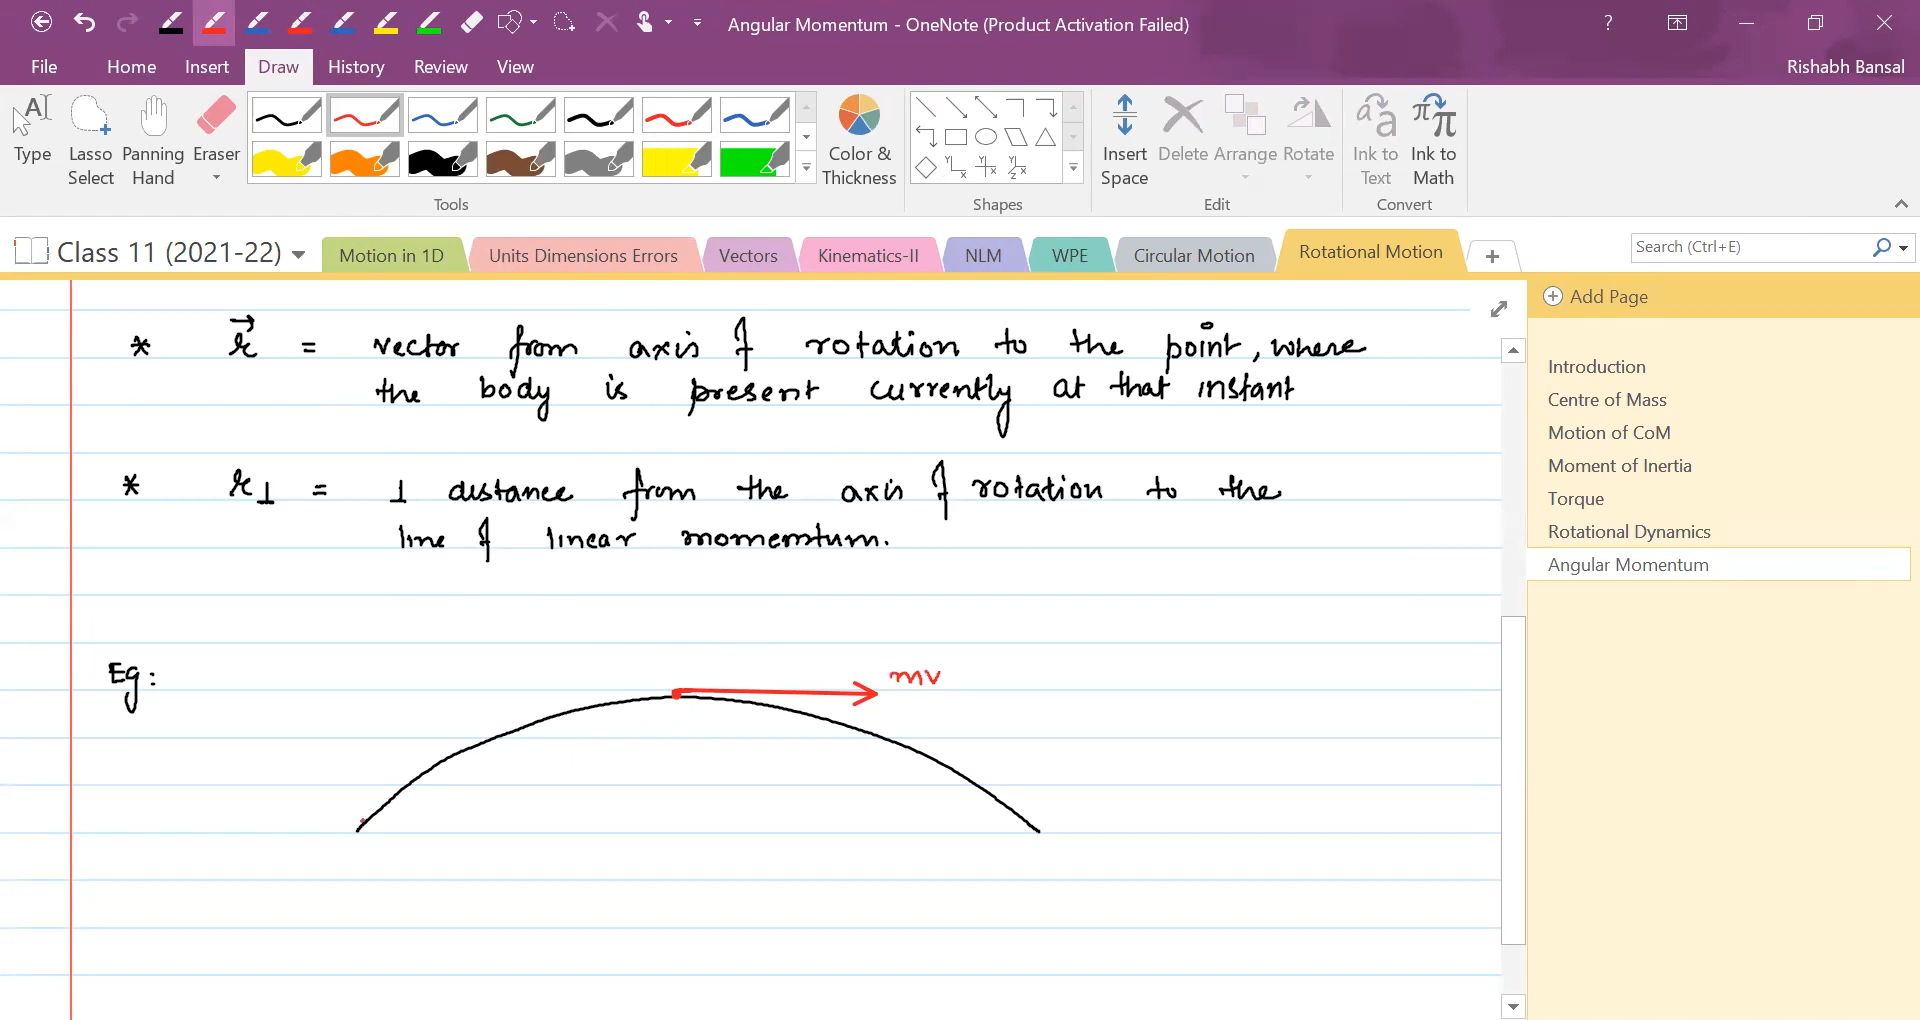 Angular Momentum - OneNote (Product Activation Failed)
?
File Home Insert Draw History Review View
Rishabh Bansal
Type
Lasso Select
Panning Hand
Eraser
Color & Thickness
Insert Space
Delete
Arrange
Rotate
Ink to Text
Ink to Math
Tools
Shapes
Edit
Convert
Class 11 (2021-22)
Motion in 1D
Units Dimensions Errors
Vectors
Kinematics-II
NLM
WPE
Circular Motion
Rotational Motion
Search (Ctrl+E)
Add Page
Introduction
Centre of Mass
Motion of CoM
Moment of Inertia
Torque
Rotational Dynamics
Angular Momentum
* r⃗ = vector from axis of rotation to the point, where
the body is present currently at that instant
* r⊥ = ⊥ distance from the axis of rotation to the
line of linear momemtum.
Eg:
mv